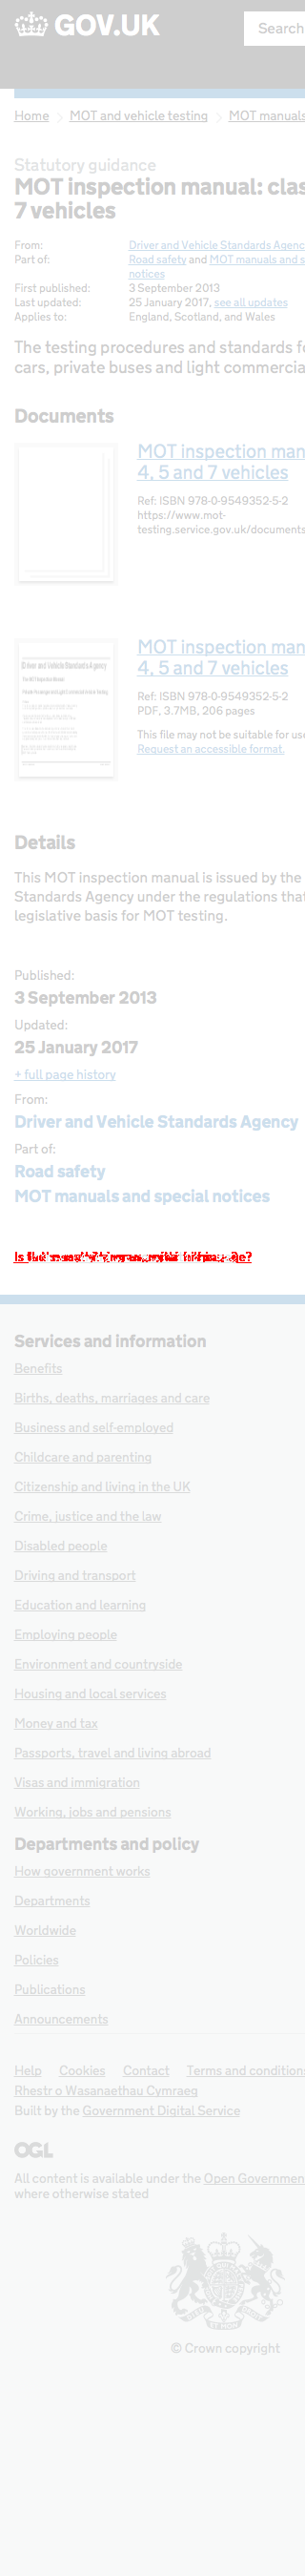 GOV.UK
Search
Home > MOT and vehicle testing > MOT manuals
Statutory guidance
MOT inspection manual: clas
7 vehicles
From: Driver and Vehicle Standards Agenc
Part of: Road safety and MOT manuals and s
notices
First published: 3 September 2013
Last updated: 25 January 2017, see all updates
Applies to: England, Scotland, and Wales
The testing procedures and standards fo
cars, private buses and light commercia
Documents
MOT inspection man
4, 5 and 7 vehicles
Ref: ISBN 978-0-9549352-5-2
https://www.mot-
testing.service.gov.uk/documents
MOT inspection man
4, 5 and 7 vehicles
Ref: ISBN 978-0-9549352-5-2
PDF, 3.7MB, 206 pages
This file may not be suitable for use
Request an accessible format.
Driver and Vehicle Standards Agency
Details
This MOT inspection manual is issued by the
Standards Agency under the regulations that
legislative basis for MOT testing.
Published:
3 September 2013
Updated:
25 January 2017
+ full page history
From:
Driver and Vehicle Standards Agency
Part of:
Road safety
MOT manuals and special notices
Services and information
Benefits
Births, deaths, marriages and care
Business and self-employed
Childcare and parenting
Citizenship and living in the UK
Crime, justice and the law
Disabled people
Driving and transport
Education and learning
Employing people
Environment and countryside
Housing and local services
Money and tax
Passports, travel and living abroad
Visas and immigration
Working, jobs and pensions
Departments and policy
How government works
Departments
Worldwide
Policies
Publications
Announcements
Help Cookies Contact Terms and conditions
Rhestr o Wasanaethau Cymraeg
Built by the Government Digital Service
OGL
All content is available under the Open Governmen
where otherwise stated
© Crown copyright